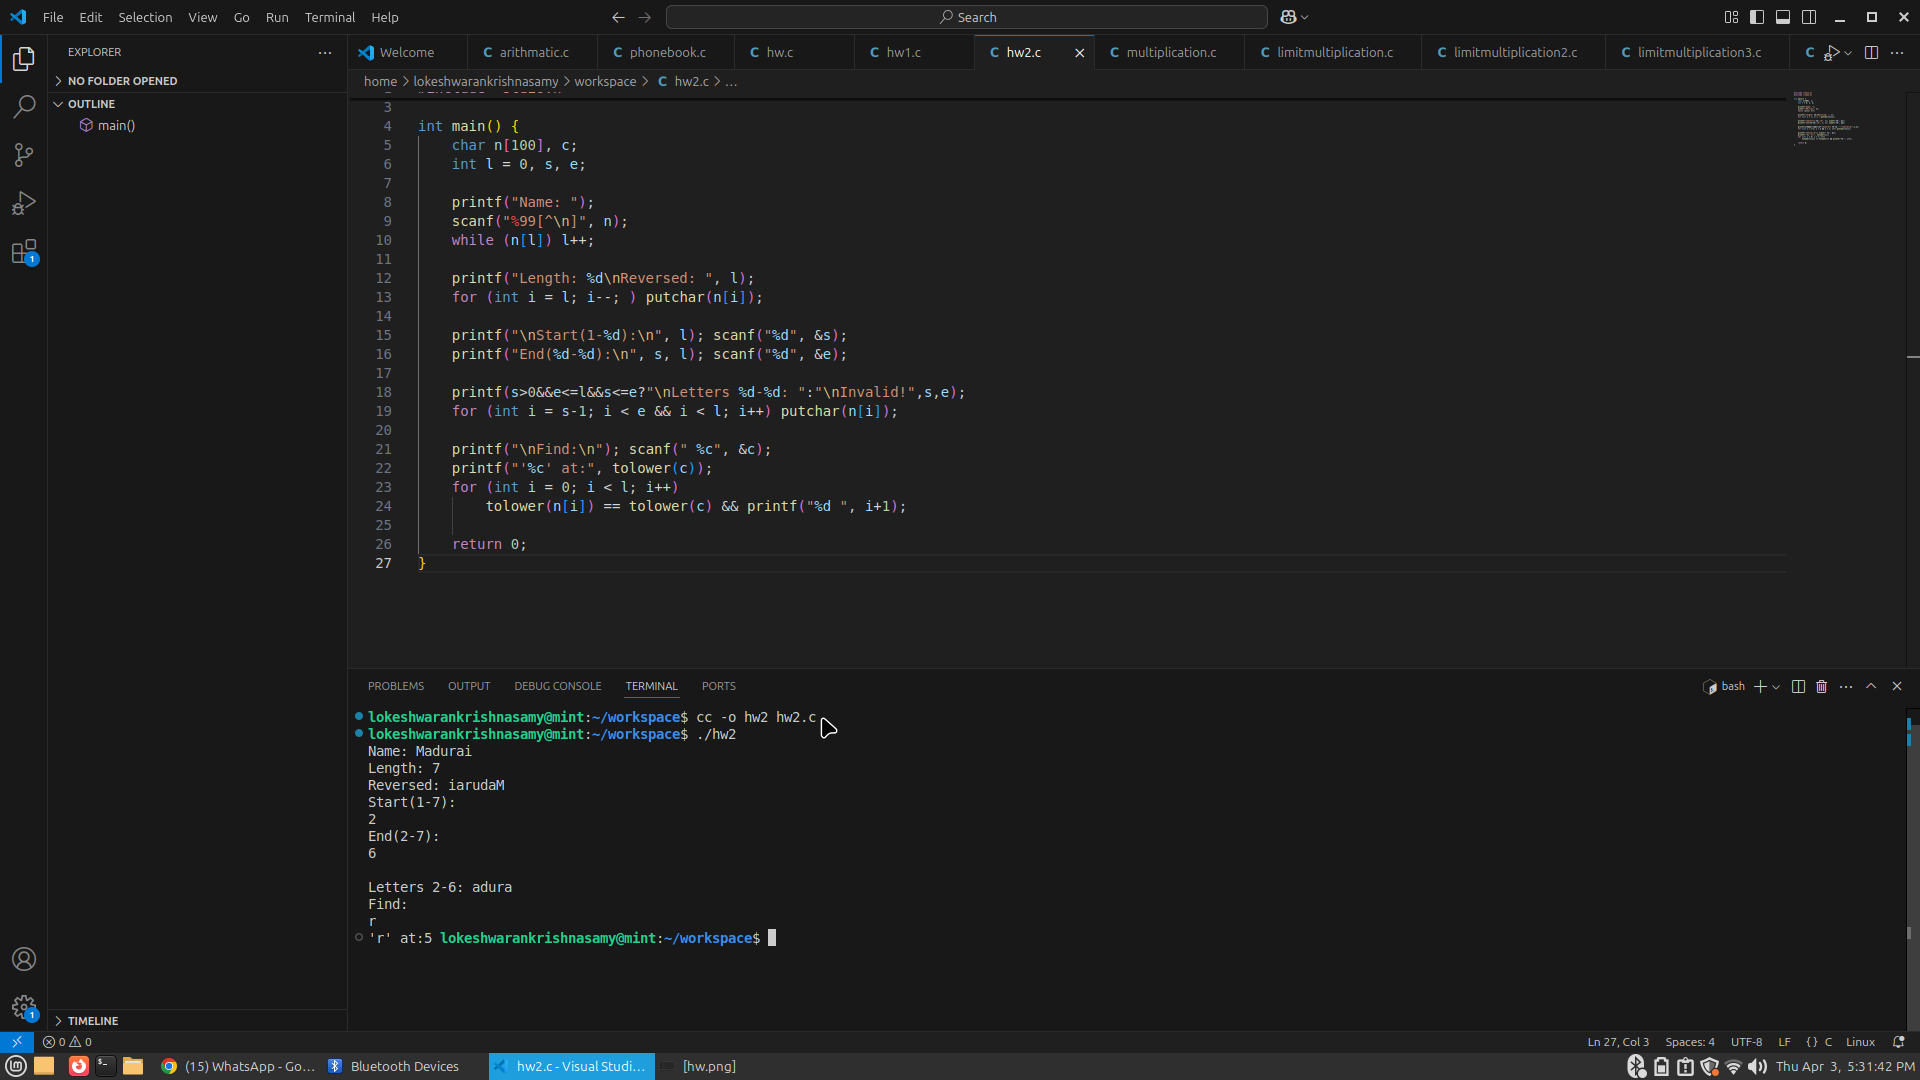 File Edit Selection View Go Run Terminal Help
Search
EXPLORER
Welcome
arithmatic.c
phonebook.c
hw.c
hw1.c
hw2.c
multiplication.c
limitmultiplication.c
limitmultiplication2.c
limitmultiplication3.c
NO FOLDER OPENED
OUTLINE
main()
home > lokeshwarankrishnasamy > workspace > C hw2.c > ...
3
4 int main() {
5 char n[100], c;
6 int l = 0, s, e;
7
8 printf("Name: ");
9 scanf("%99[^\n]", n);
10 while (n[l]) l++;
11
12 printf("Length: %d\nReversed: ", l);
13 for (int i = l; i--; ) putchar(n[i]);
14
15 printf("\nStart(1-%d):\n", l); scanf("%d", &s);
16 printf("End(%d-%d):\n", s, l); scanf("%d", &e);
17
18 printf(s>0&&e<=l&&s<=e?"\nLetters %d-%d: ":"\nInvalid!",s,e);
19 for (int i = s-1; i < e && i < l; i++) putchar(n[i]);
20
21 printf("\nFind:\n"); scanf(" %c", &c);
22 printf("'%c' at:", tolower(c));
23 for (int i = 0; i < l; i++)
24 tolower(n[i]) == tolower(c) && printf("%d ", i+1);
25
26 return 0;
27 }
PROBLEMS OUTPUT DEBUG CONSOLE TERMINAL PORTS
bash
lokeshwarankrishnasamy@mint:~/workspace$ cc -o hw2 hw2.c
lokeshwarankrishnasamy@mint:~/workspace$ ./hw2
Name: Madurai
Length: 7
Reversed: iarudaM
Start(1-7):
2
End(2-7):
6
Letters 2-6: adura
Find:
r
'r' at:5 lokeshwarankrishnasamy@mint:~/workspace$
TIMELINE
0 0
Ln 27, Col 3 Spaces: 4 UTF-8 LF {} C Linux
(15) WhatsApp - Go...
Bluetooth Devices
hw2.c - Visual Studi...
[hw.png]
Thu Apr 3, 5:31:42 PM